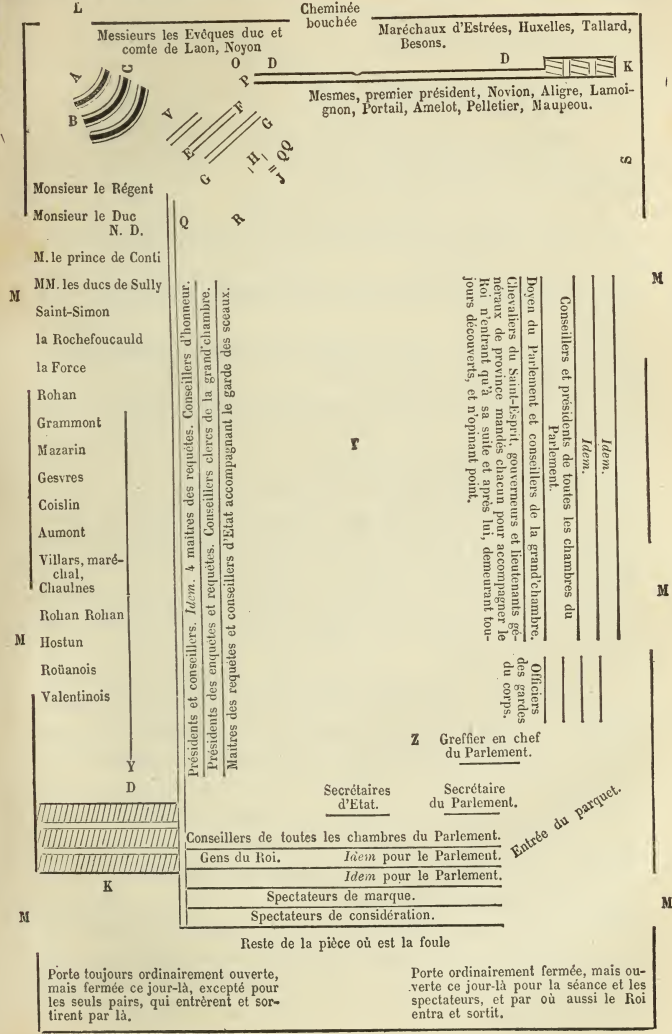 L
Cheminée
bouchée
Messieurs les Evêques duc et
comte de Laon, Noyon
Maréchaux d'Estrées, Huxelles, Tallard,
Besons.
O D
D
K
P
A
C
B
Mesmes, premier président, Novion, Aligre, Lamoi-
gnon, Portail, Amelot, Pelletier, Maupeou.
V
F
G
E
H
QQ
J
G
S
Monsieur le Régent
Monsieur le Duc
N. D.
Q
R
M. le prince de Conti
MM. les ducs de Sully
M
M
Saint-Simon
la Rochefoucauld
la Force
Rohan
Grammont
Mazarin
Gesvres
Coislin
Aumont
Villars, maré-
chal,
Chaulnes
Rohan Rohan
M
Hostun
Roüanois
Valentinois
Présidents et conseillers. Idem. 4 maîtres des requêtes. Conseillers d'honneur.
Présidents des enquêtes et requêtes. Conseillers clercs de la grand'chambre.
Maîtres des requêtes et conseillers d'Etat accompagnant le garde des sceaux.
T
Idem.
Idem.
Conseillers et présidents de toutes les chambres du
Parlement.
Doyen du Parlement et conseillers de la grand'chambre.
Chevaliers du Saint-Esprit, gouverneurs et lieutenants gé-
néraux de province mandés chacun pour accompagner le
Roi n'entrant qu'à sa suite et après lui, demeurant tou-
jours découverts, et n'opinant point.
M
Officiers
des gardes
du corps.
Z
Greffier en chef
du Parlement.
Y
D
Secrétaires
d'Etat.
Secrétaire
du Parlement.
Entrée du parquet.
Conseillers de toutes les chambres du Parlement.
Gens du Roi. Idem pour le Parlement.
Idem pour le Parlement.
K
Spectateurs de marque.
M
M
Spectateurs de considération.
Reste de la pièce où est la foule
Porte toujours ordinairement ouverte,
mais fermée ce jour-là, excepté pour
les seuls pairs, qui entrèrent et sor-
tirent par là.
Porte ordinairement fermée, mais ou-
verte ce jour-là pour la séance et les
spectateurs, et par où aussi le Roi
entra et sortit.